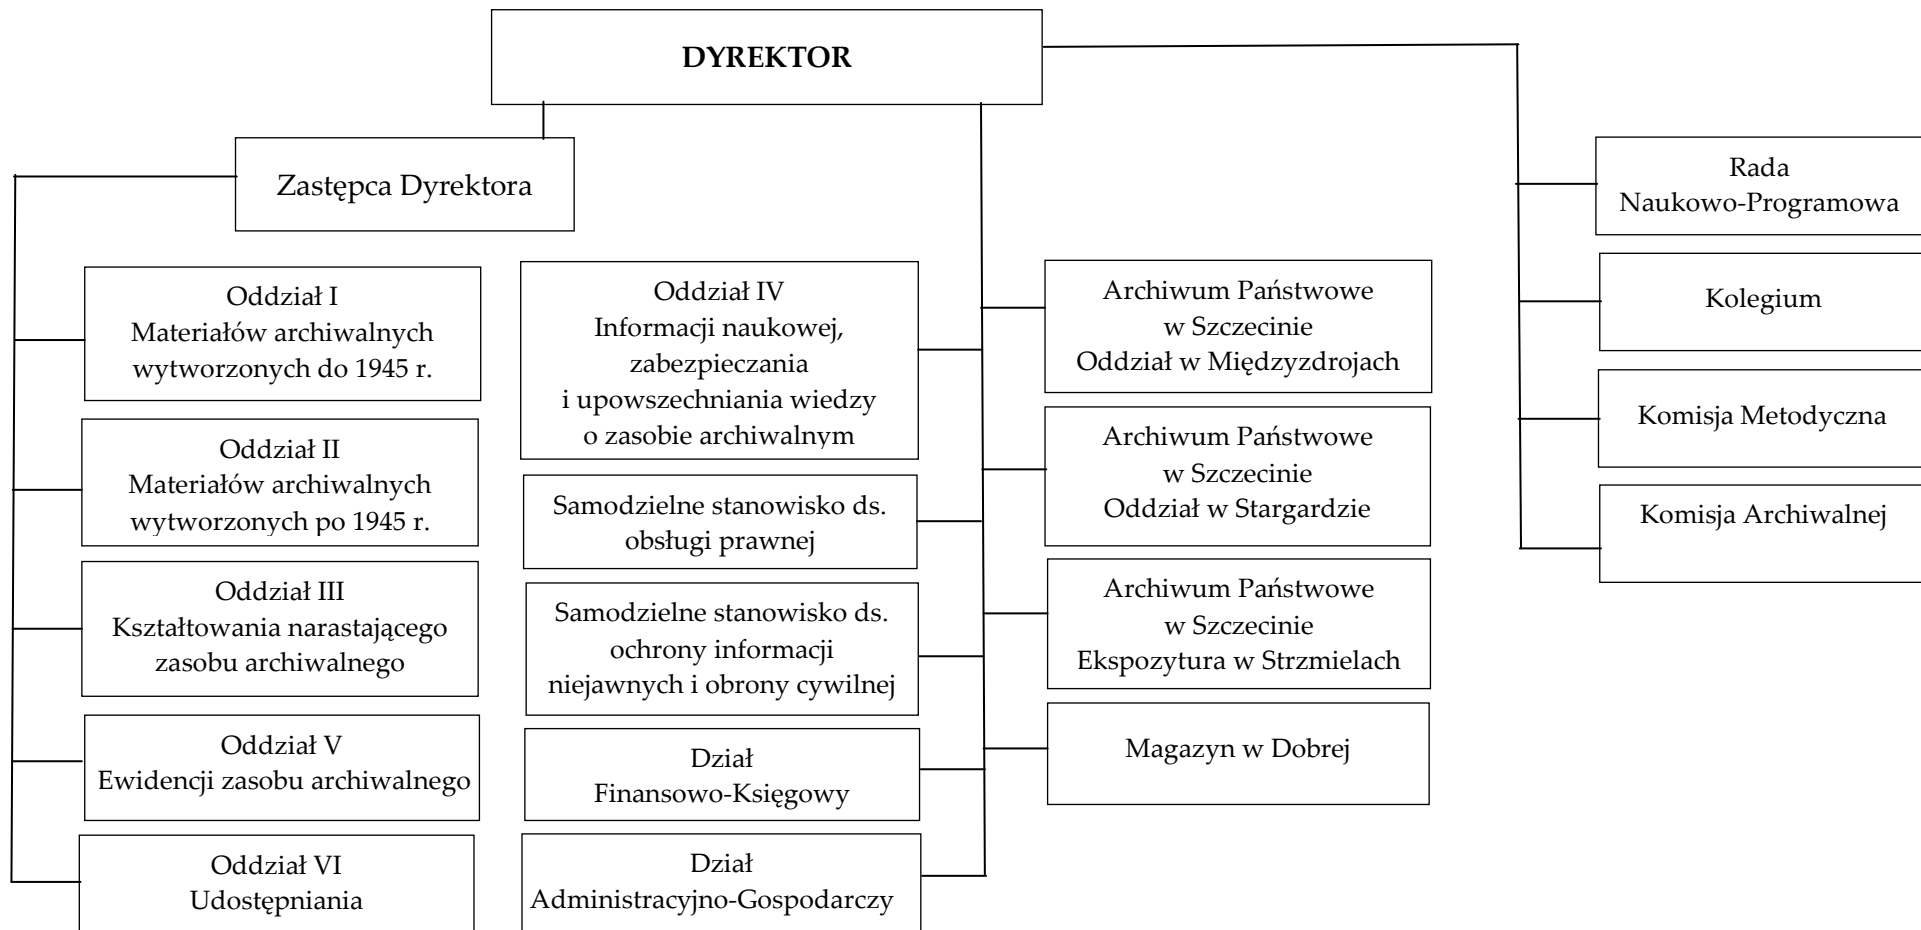 DYREKTOR
Zastępca Dyrektora
Oddział I
Materiałów archiwalnych
wytworzonych do 1945 r.
Oddział II
Materiałów archiwalnych
wytworzonych po 1945 r.
Oddział III
Kształtowania narastającego
zasobu archiwalnego
Oddział V
Ewidencji zasobu archiwalnego
Oddział VI
Udostępniania
Oddział IV
Informacji naukowej,
zabezpieczania
i upowszechniania wiedzy
o zasobie archiwalnym
Samodzielne stanowisko ds.
obsługi prawnej
Samodzielne stanowisko ds.
ochrony informacji
niejawnych i obrony cywilnej
Dział
Finansowo-Księgowy
Dział
Administracyjno-Gospodarczy
Archiwum Państwowe
w Szczecinie
Oddział w Międzyzdrojach
Archiwum Państwowe
w Szczecinie
Oddział w Stargardzie
Archiwum Państwowe
w Szczecinie
Ekspozytura w Strzmielach
Magazyn w Dobrej
Rada
Naukowo-Programowa
Kolegium
Komisja Metodyczna
Komisja Archiwalnej